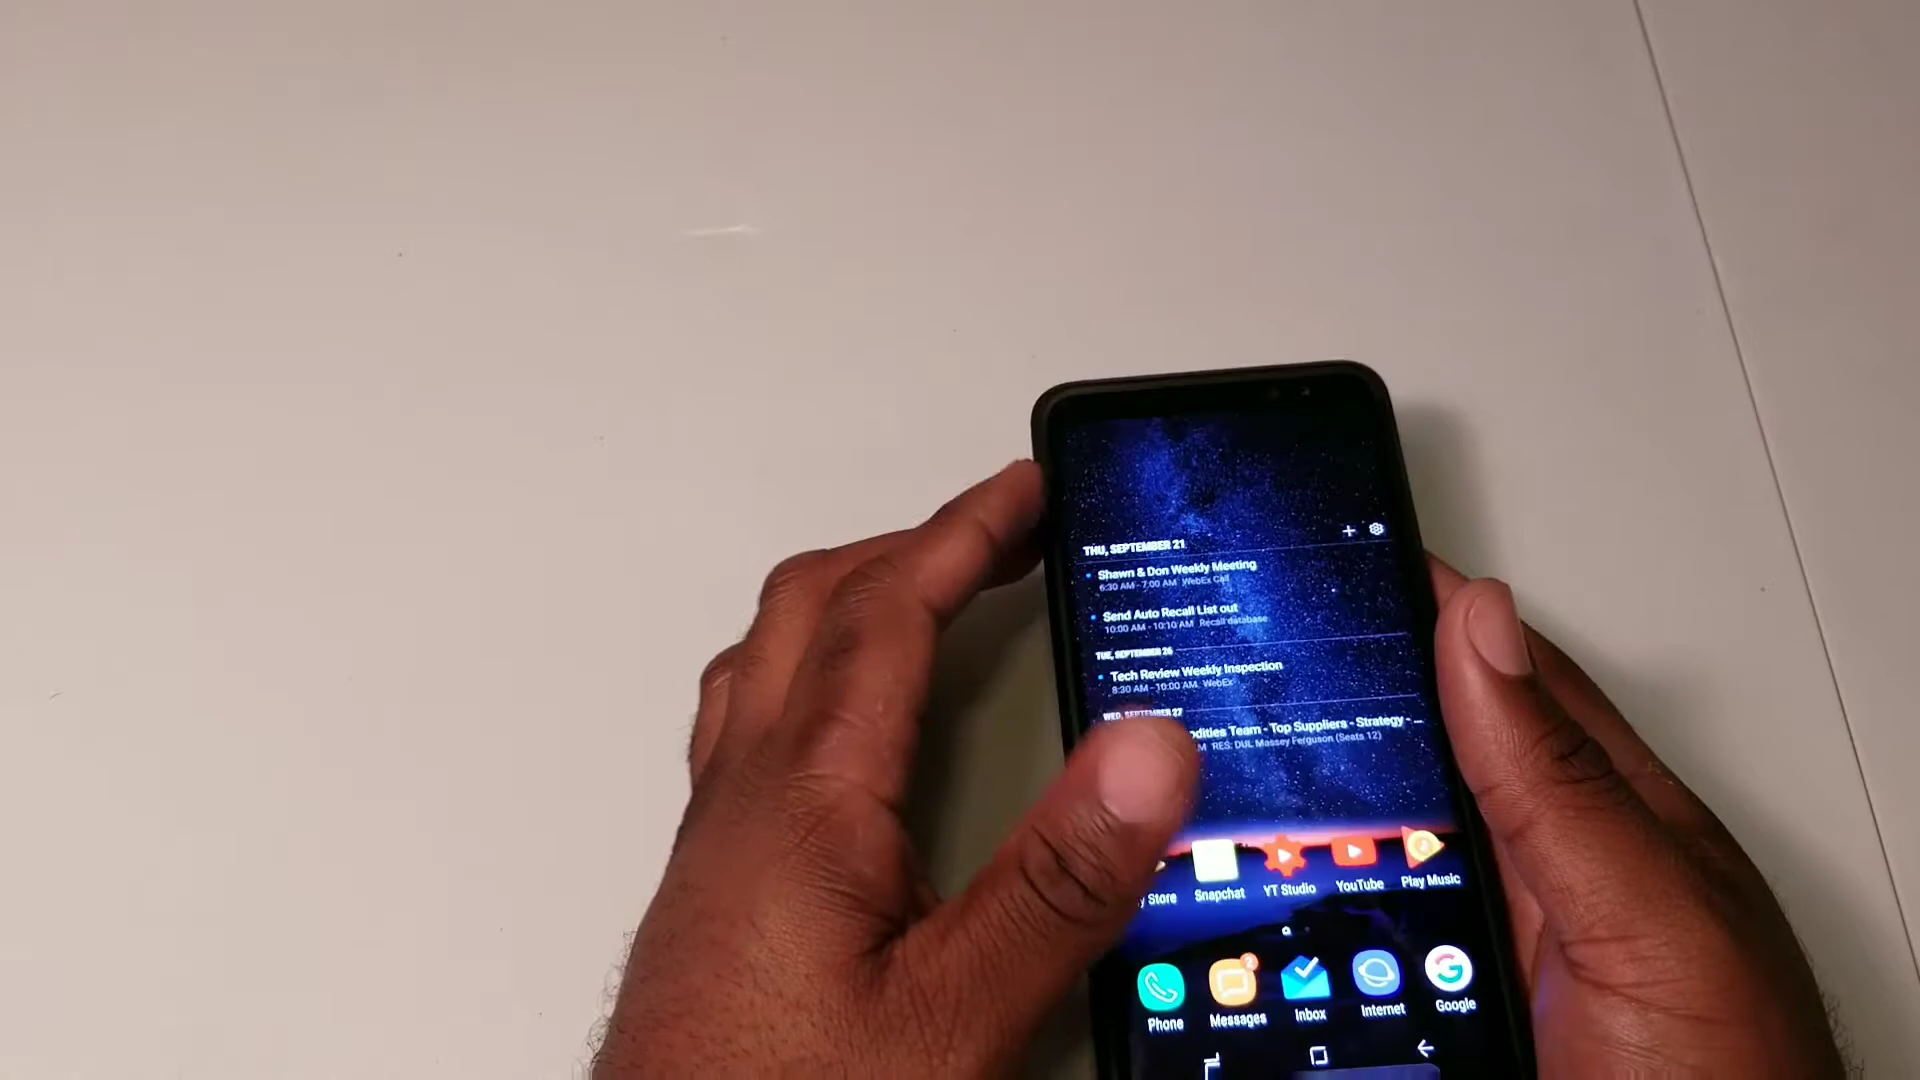 THU, SEPTEMBER 21
Shawn & Don Weekly Meeting
6:30 AM - 7:00 AM WebEx Call
Send Auto Recall List out
10:00 AM - 10:10 AM Recall database
TUE, SEPTEMBER 26
Tech Review Weekly Inspection
8:30 AM - 10:00 AM WebEx
WED, SEPTEMBER 27
odities Team - Top Suppliers - Strategy - ...
M RES: DUL Massey Ferguson (Seats 12)
y Store
Snapchat
YT Studio
YouTube
Play Music
2
Phone
Messages
Inbox
Internet
Google